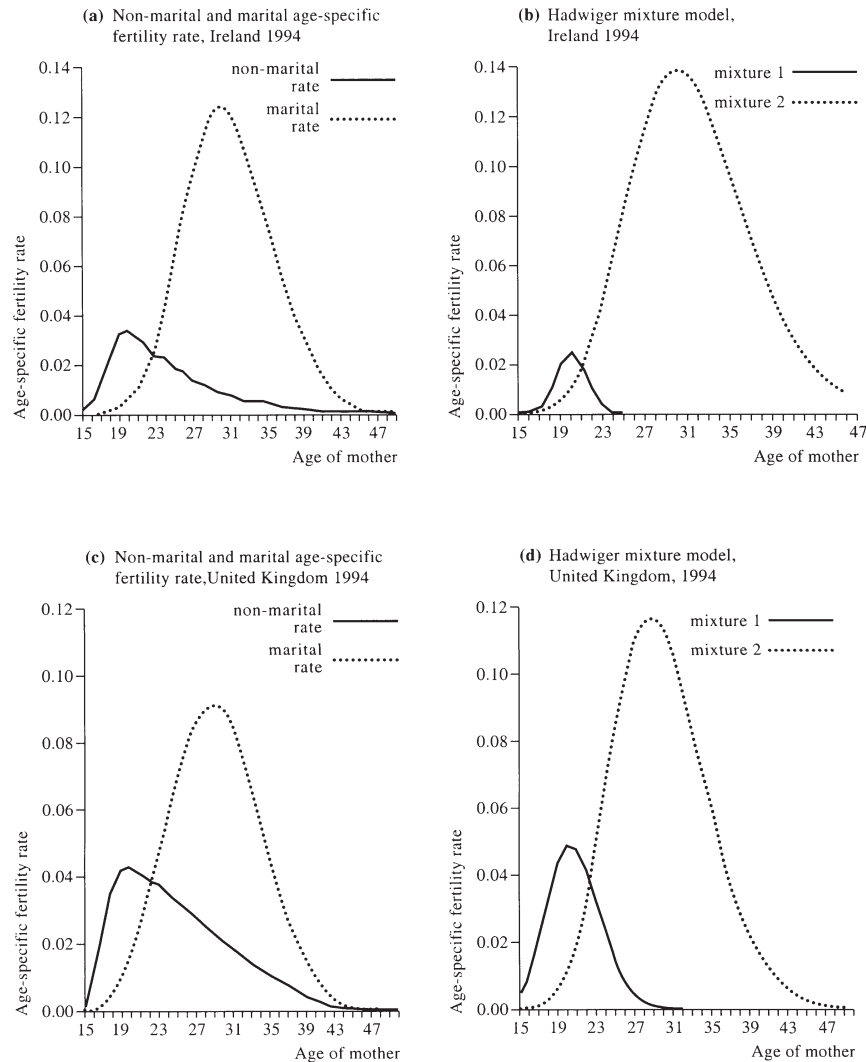 (a) Non-marital and marital age-specific
fertility rate, Ireland 1994
non-marital
rate
marital
rate
0.14
0.12
0.10
0.08
0.06
0.04
0.02
0.00
Age-specific fertility rate
15 19 23 27 31 35 39 43 47
Age of mother
(b) Hadwiger mixture model,
Ireland 1994
mixture 1
mixture 2
0.14
0.12
0.10
0.08
0.06
0.04
0.02
0.00
Age-specific fertility rate
15 19 23 27 31 35 39 43 47
Age of mother
(c) Non-marital and marital age-specific
fertility rate,United Kingdom 1994
non-marital
rate
marital
rate
0.12
0.10
0.08
0.06
0.04
0.02
0.00
Age-specific fertility rate
15 19 23 27 31 35 39 43 47
Age of mother
(d) Hadwiger mixture model,
United Kingdom, 1994
mixture 1
mixture 2
0.12
0.10
0.08
0.06
0.04
0.02
0.00
Age-specific fertility rate
15 19 23 27 31 35 39 43 47
Age of mother